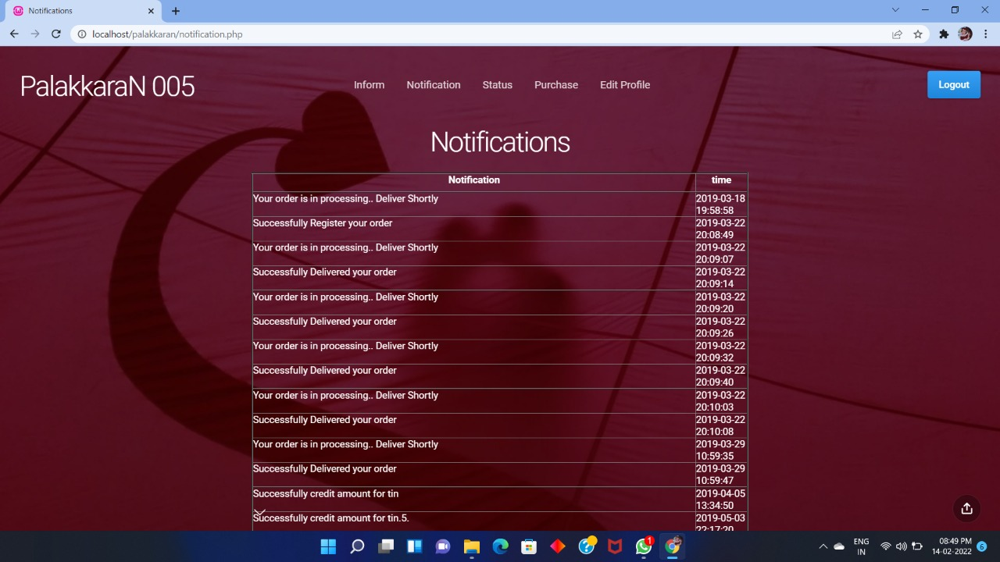 Notifications
localhost/palakkaran/notification.php
PalakkaraN 005
Inform Notification Status Purchase Edit Profile
Logout
Notifications
Notification time
Your order is in processing.. Deliver Shortly 2019-03-18
19:58:58
Successfully Register your order 2019-03-22
20:08:49
Your order is in processing.. Deliver Shortly 2019-03-22
20:09:07
Successfully Delivered your order 2019-03-22
20:09:14
Your order is in processing.. Deliver Shortly 2019-03-22
20:09:20
Successfully Delivered your order 2019-03-22
20:09:26
Your order is in processing.. Deliver Shortly 2019-03-22
20:09:32
Successfully Delivered your order 2019-03-22
20:09:40
Your order is in processing.. Deliver Shortly 2019-03-22
20:10:03
Successfully Delivered your order 2019-03-22
20:10:08
Your order is in processing.. Deliver Shortly 2019-03-29
10:59:35
Successfully Delivered your order 2019-03-29
10:59:47
Successfully credit amount for tin 2019-04-05
13:34:50
Successfully credit amount for tin.5. 2019-05-03
22:17:20
1
ENG 08:49 PM
IN 14-02-2022 6